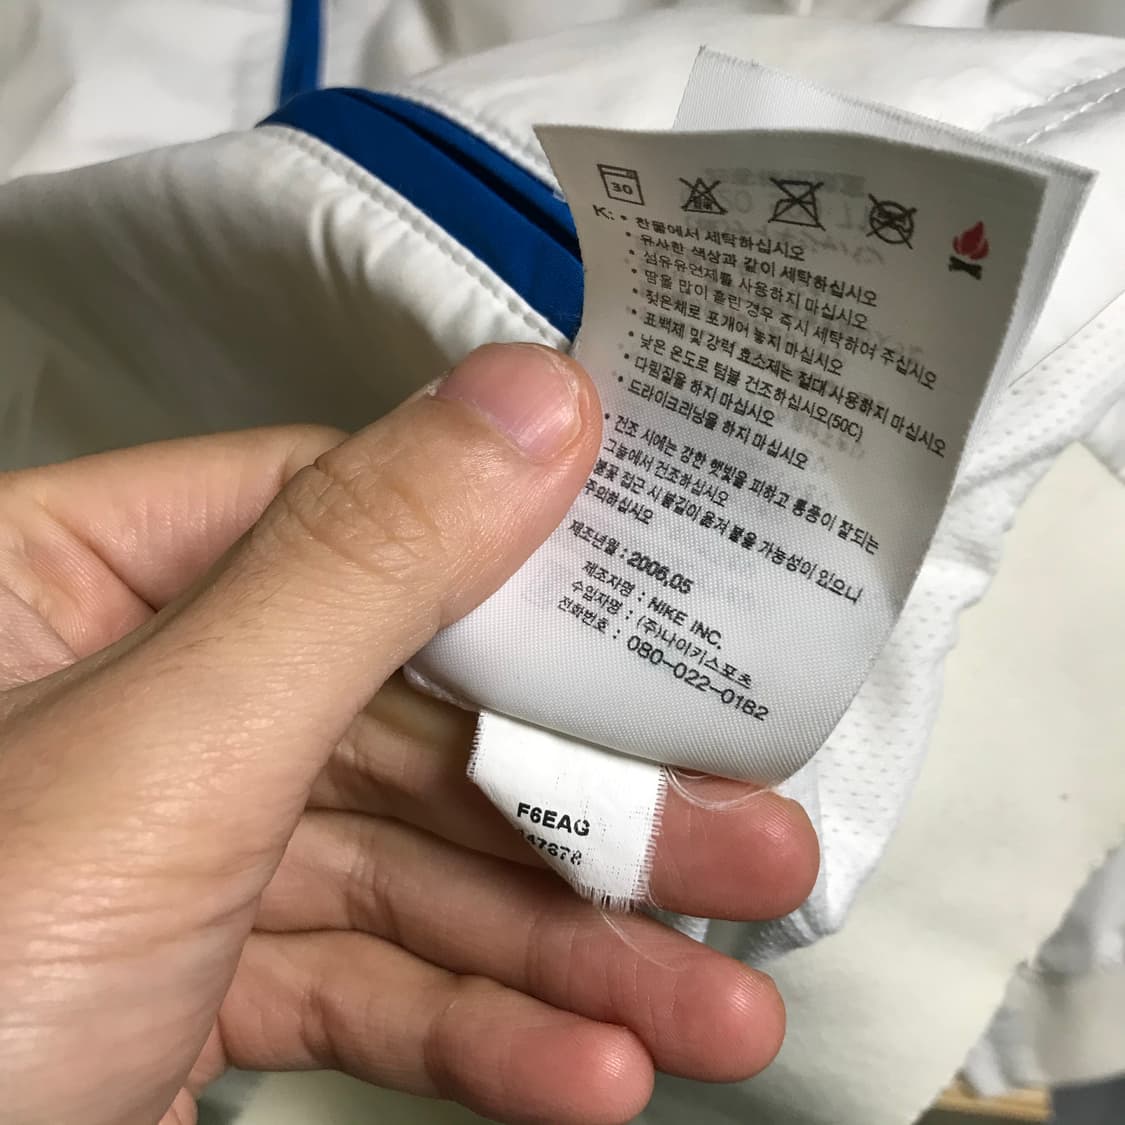 30
K: • 찬물에서 세탁하십시오
• 유사한 색상과 같이 세탁하십시오
• 섬유유연제를 사용하지 마십시오
• 땀을 많이 흘린 경우 즉시 세탁하여 주십시오
• 젖은채로 포개어 놓지 마십시오
• 표백제 및 강력 효소제는 절대 사용하지 마십시오
• 낮은 온도로 텀블 건조하십시오(50C)
• 다림질을 하지 마십시오
• 드라이크리닝을 하지 마십시오
• 건조 시에는 강한 햇빛을 피하고 통풍이 잘되는
그늘에서 건조하십시오
불꽃 접근 시 불길이 옮겨 붙을 가능성이 있으니
주의하십시오
제조년월 : 2006.05
제조자명 : NIKE INC.
수입자명 : (주)나이키스포츠
전화번호 : 080-022-0182
F6EAG